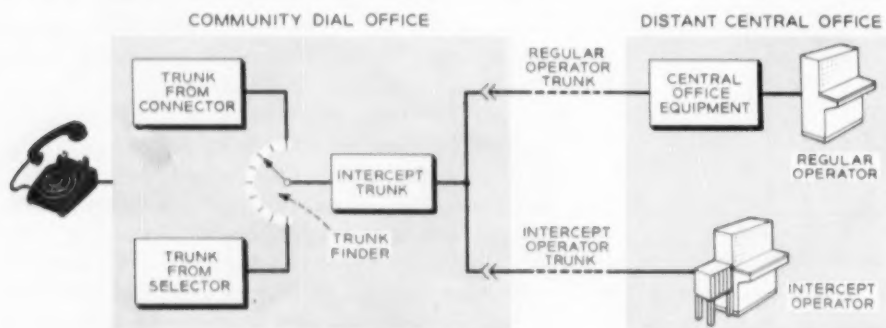 COMMUNITY DIAL OFFICE
DISTANT CENTRAL OFFICE
TRUNK
FROM
CONNECTOR
TRUNK
FROM
SELECTOR
TRUNK
FINDER
INTERCEPT
TRUNK
REGULAR
OPERATOR
TRUNK
INTERCEPT
OPERATOR
TRUNK
CENTRAL
OFFICE
EQUIPMENT
REGULAR
OPERATOR
INTERCEPT
OPERATOR